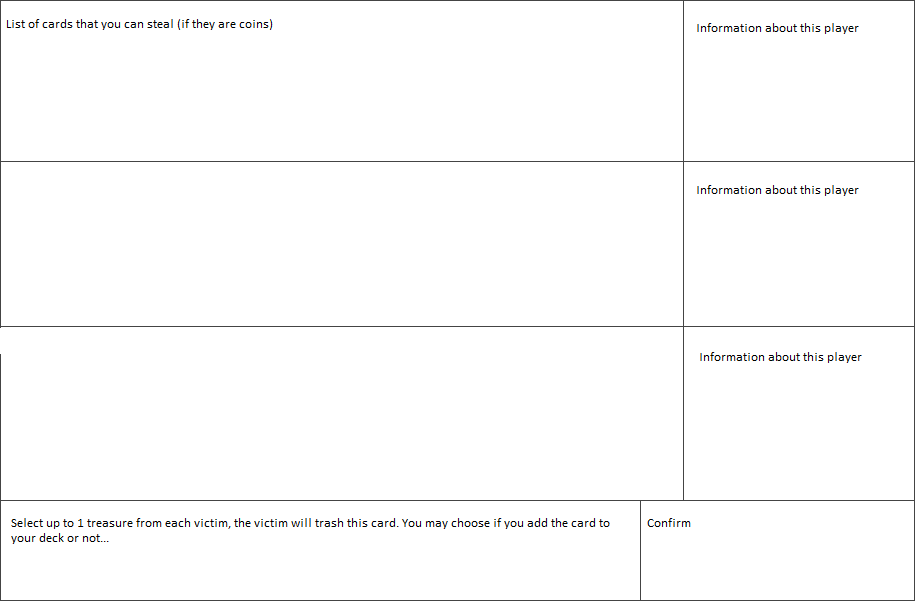 List of cards that you can steal (if they are coins)
Information about this player
Information about this player
Information about this player
Select up to 1 treasure from each victim, the victim will trash this card. You may choose if you add the card to
your deck or not...
Confirm